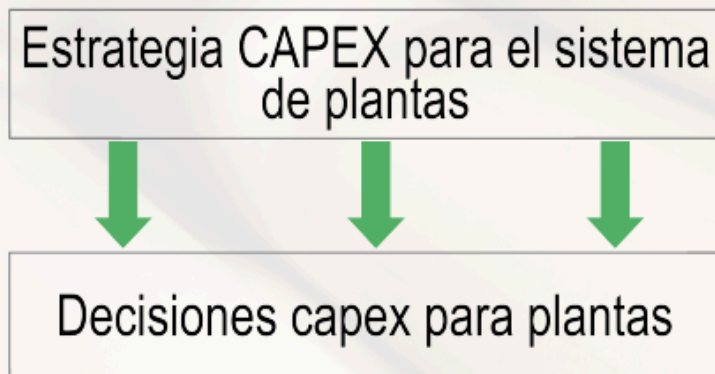 Estrategia CAPEX para el sistema
de plantas
Decisiones capex para plantas